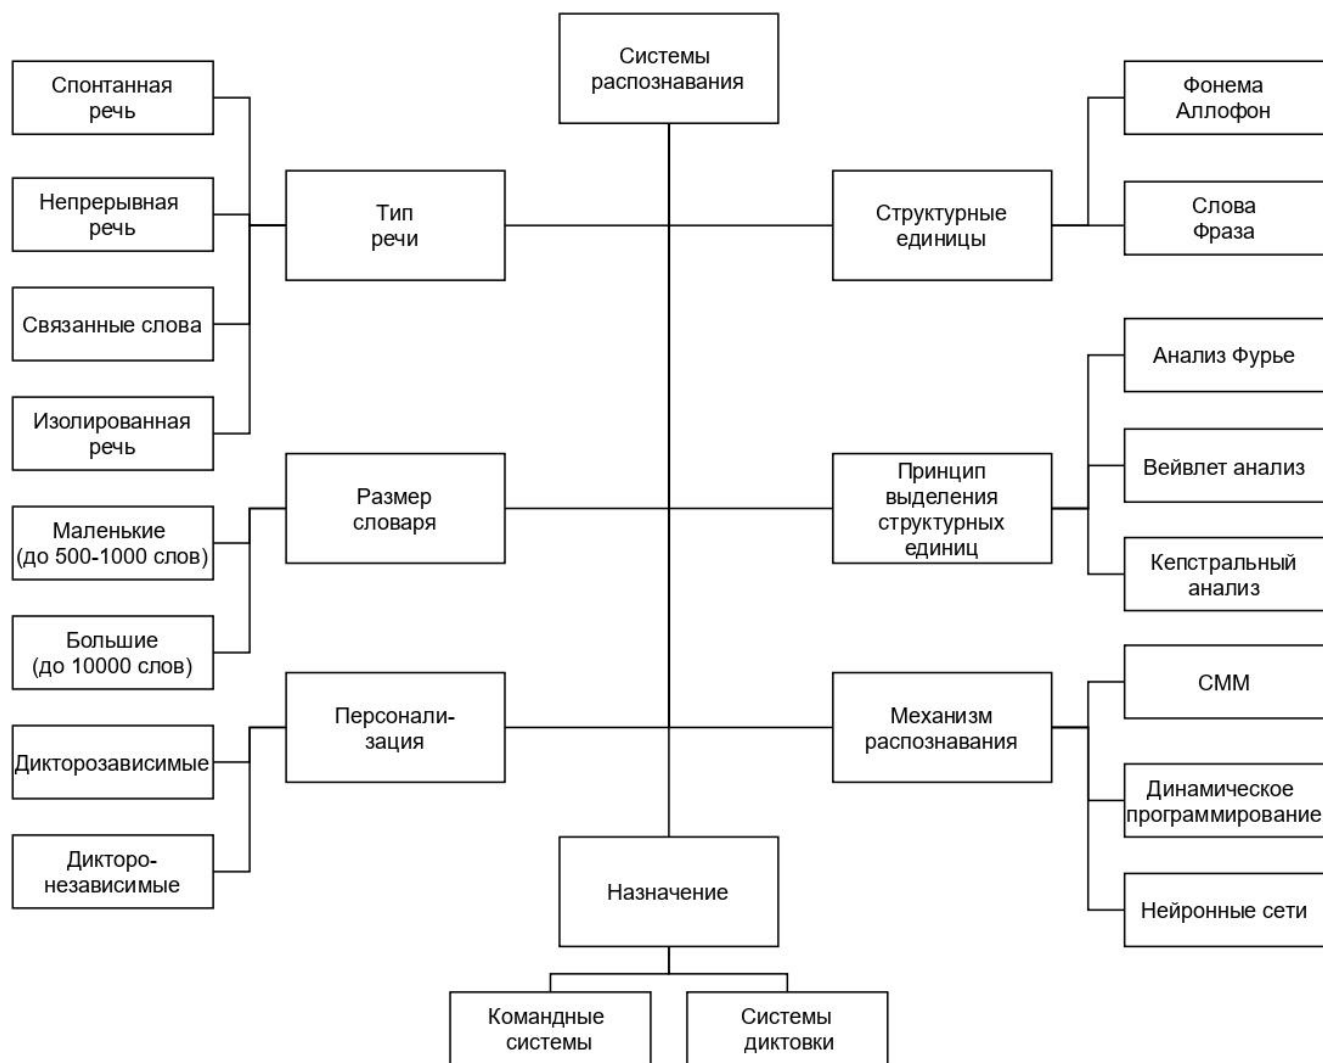 Системы
распознавания
Спонтанная
речь
Непрерывная
речь
Связанные слова
Изолированная
речь
Тип
речи
Структурные
единицы
Фонема
Аллофон
Слова
Фраза
Маленькие
(до 500-1000 слов)
Большие
(до 10000 слов)
Размер
словаря
Принцип
выделения
структурных
единиц
Анализ Фурье
Вейвлет анализ
Кепстральный
анализ
Дикторозависимые
Дикторо-
независимые
Персонали-
зация
Механизм
распознавания
СММ
Динамическое
программирование
Нейронные сети
Назначение
Командные
системы
Системы
диктовки